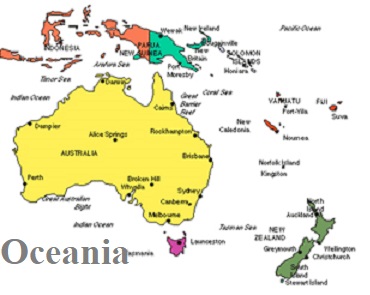 Wewak
New Ireland
Pacific Ocean
INDONESIA
PAPUA
NEW GUINEA
Bougainville
New
Britain
SOLOMON
ISLANDS
Port
Moresby
Honiara
Timor Sea
Arafura Sea
Darwin
Coral Sea
Indian Ocean
Great
Barrier
Reef
Cairns
VANUATU
Port-Vila
Fiji
Suva
New
Caledonia
Noumea
Dampier
Alice Springs
Rockhampton
AUSTRALIA
Brisbane
Norfolk Island
Kingston
Perth
Broken Hill
Whyalla
Sydney
Canberra
Great Australian
Bight
Melbourne
Indian Ocean
Tasman Sea
North
Island
Auckland
NEW
ZEALAND
Oceania
Tasmania
Launceston
Greymouth
Wellington
Christchurch
South
Island
Stewart Island